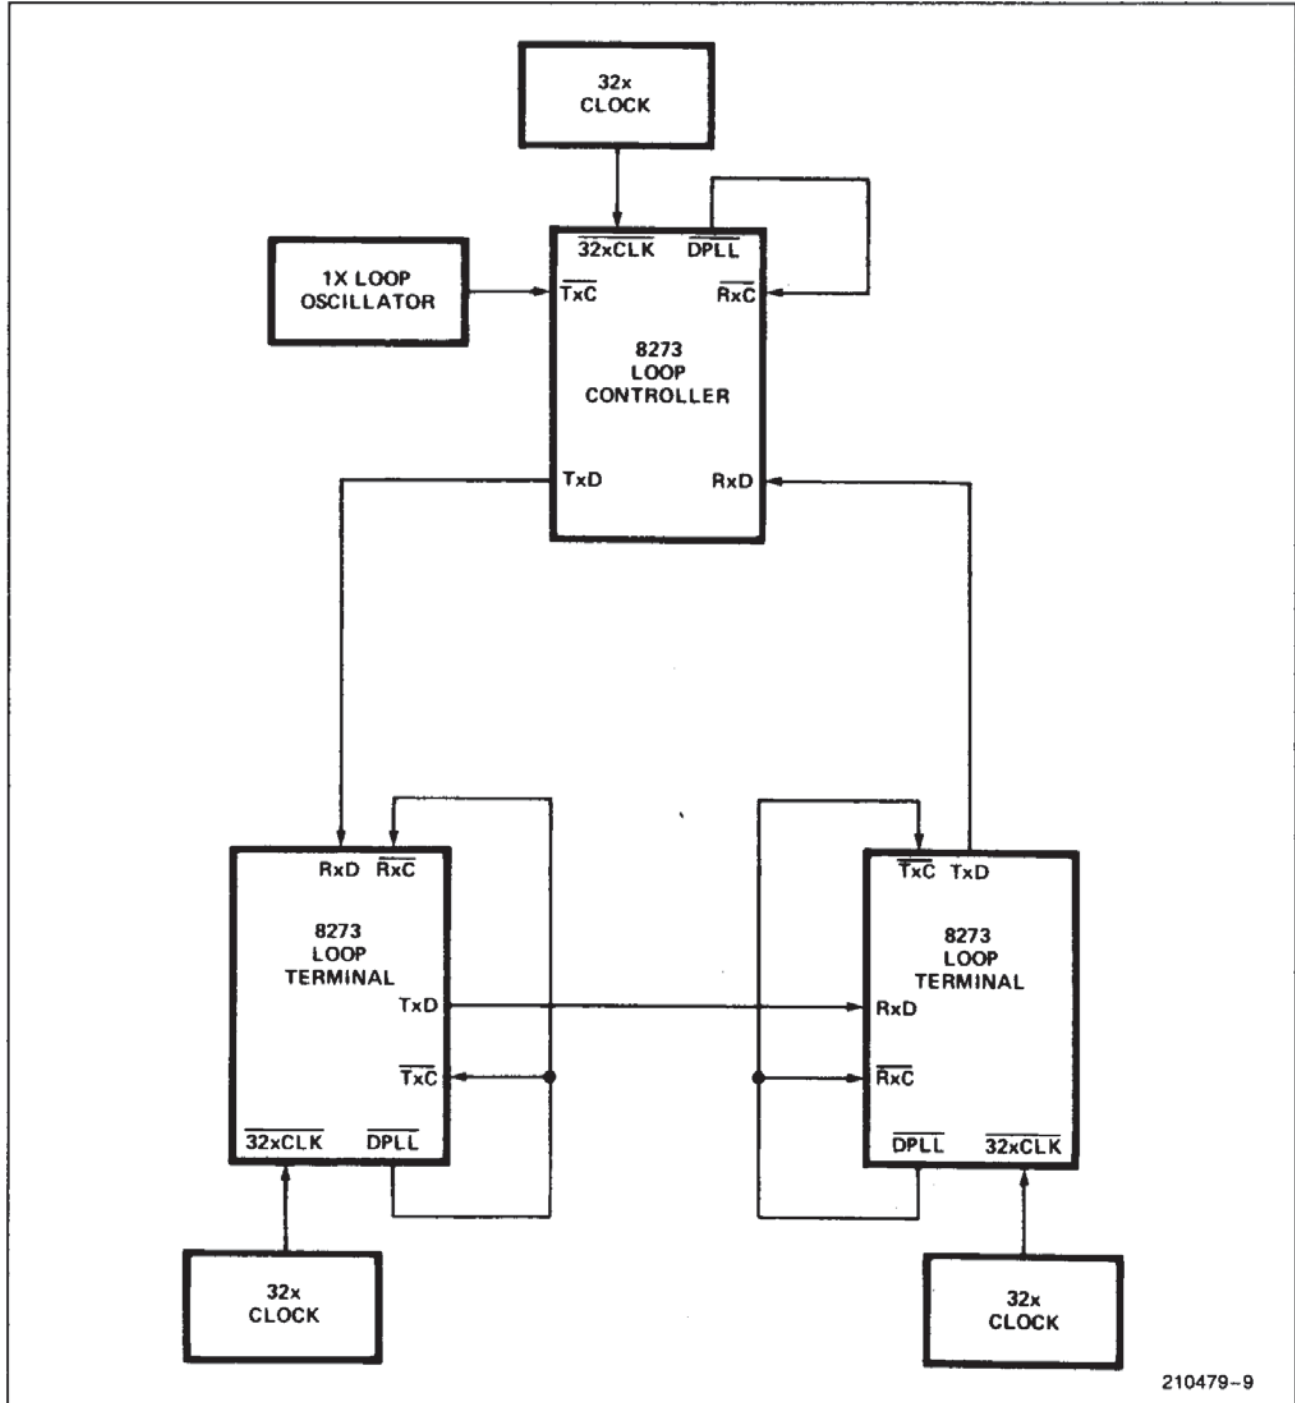 32x
CLOCK
32xCLK DPLL
1X LOOP
OSCILLATOR
TxC RxC
8273
LOOP
CONTROLLER
TxD RxD
RxD RxC
8273
LOOP
TERMINAL
TxD
TxC
32xCLK DPLL
32x
CLOCK
TxC TxD
8273
LOOP
TERMINAL
RxD
RxC
DPLL 32xCLK
32x
CLOCK
210479-9